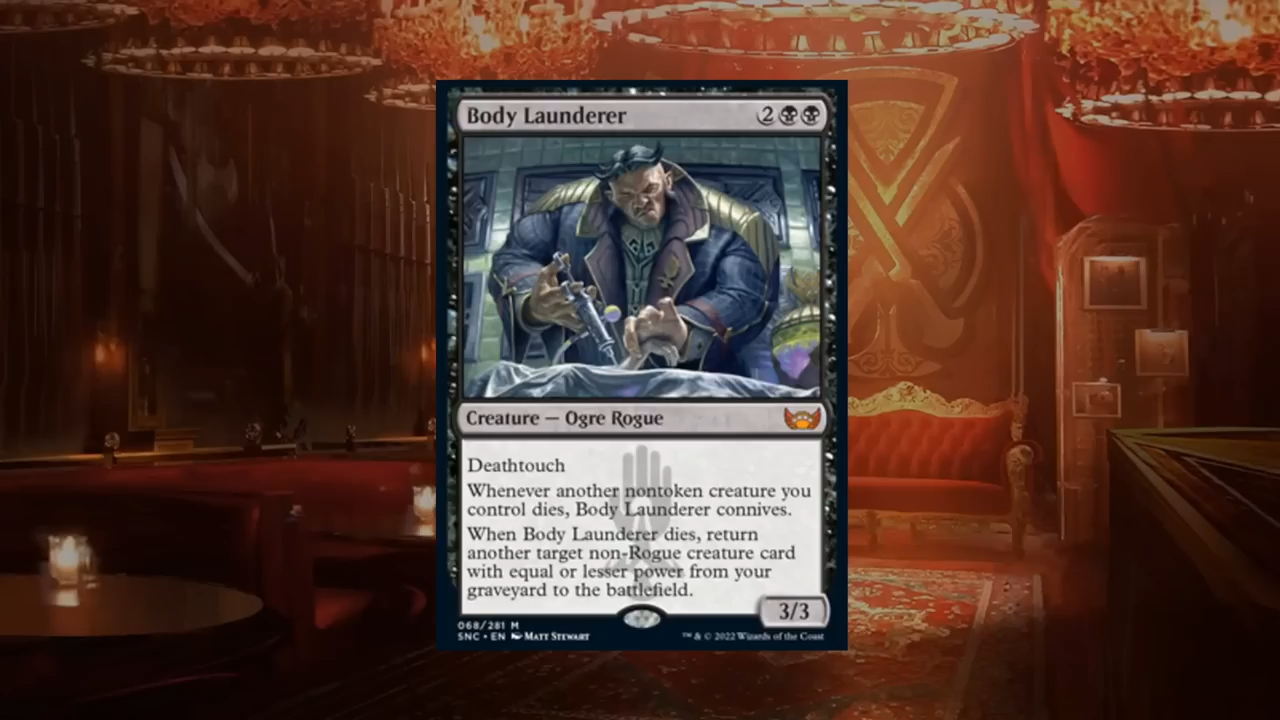 Body Launderer 2
Creature — Ogre Rogue
Deathtouch
Whenever another nontoken creature you
control dies, Body Launderer connives.
When Body Launderer dies, return
another target non-Rogue creature card
with equal or lesser power from your
graveyard to the battlefield.
3/3
068/281 M
SNC • EN Matt Stewart
™ & © 2022 Wizards of the Coast